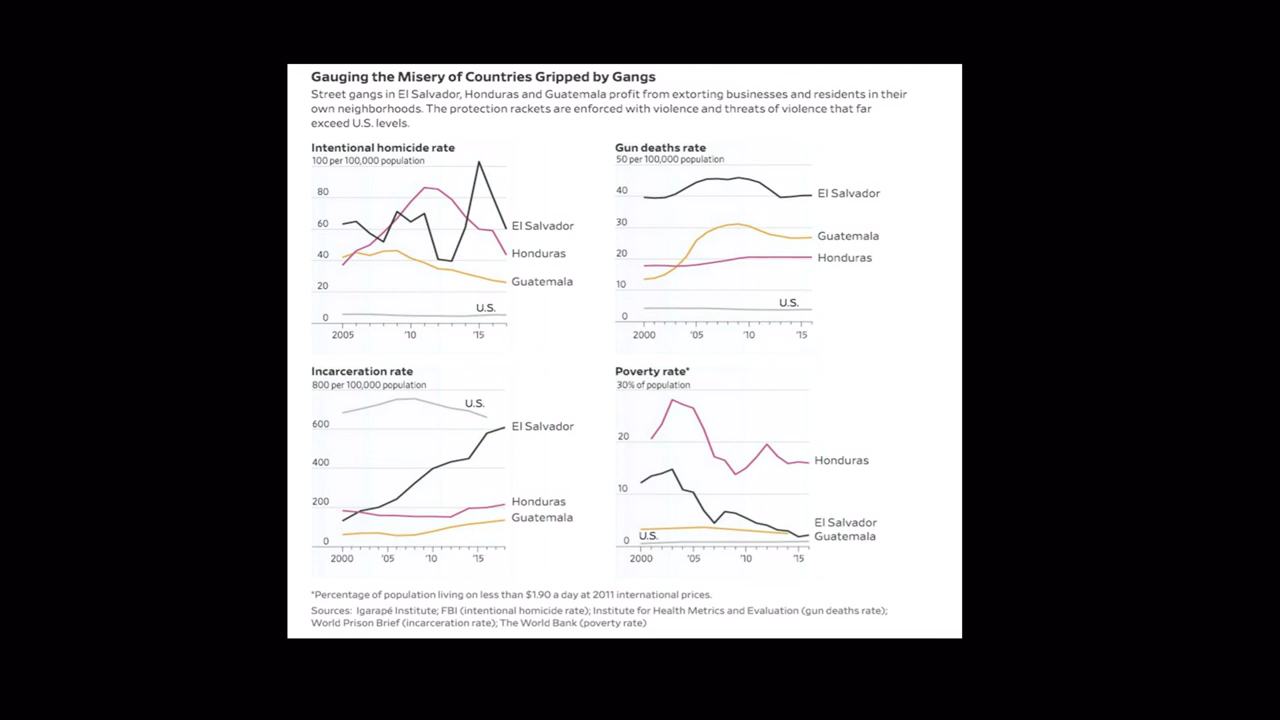 Gauging the Misery of Countries Gripped by Gangs
Street gangs in El Salvador, Honduras and Guatemala profit from extorting businesses and residents in their
own neighborhoods. The protection rackets are enforced with violence and threats of violence that far
exceed U.S. levels.
Intentional homicide rate
100 per 100,000 population
80
60
40
20
0
El Salvador
Honduras
Guatemala
U.S.
2005 '10 '15
Gun deaths rate
50 per 100,000 population
40
30
20
10
0
El Salvador
Guatemala
Honduras
U.S.
2000 '05 '10 '15
Incarceration rate
800 per 100,000 population
600
400
200
0
U.S.
El Salvador
Honduras
Guatemala
2000 '05 '10 '15
Poverty rate*
30% of population
20
10
0
Honduras
El Salvador
Guatemala
U.S.
2000 '05 '10 '15
*Percentage of population living on less than $1.90 a day at 2011 international prices.
Sources: Igarapé Institute; FBI (intentional homicide rate); Institute for Health Metrics and Evaluation (gun deaths rate);
World Prison Brief (incarceration rate); The World Bank (poverty rate)